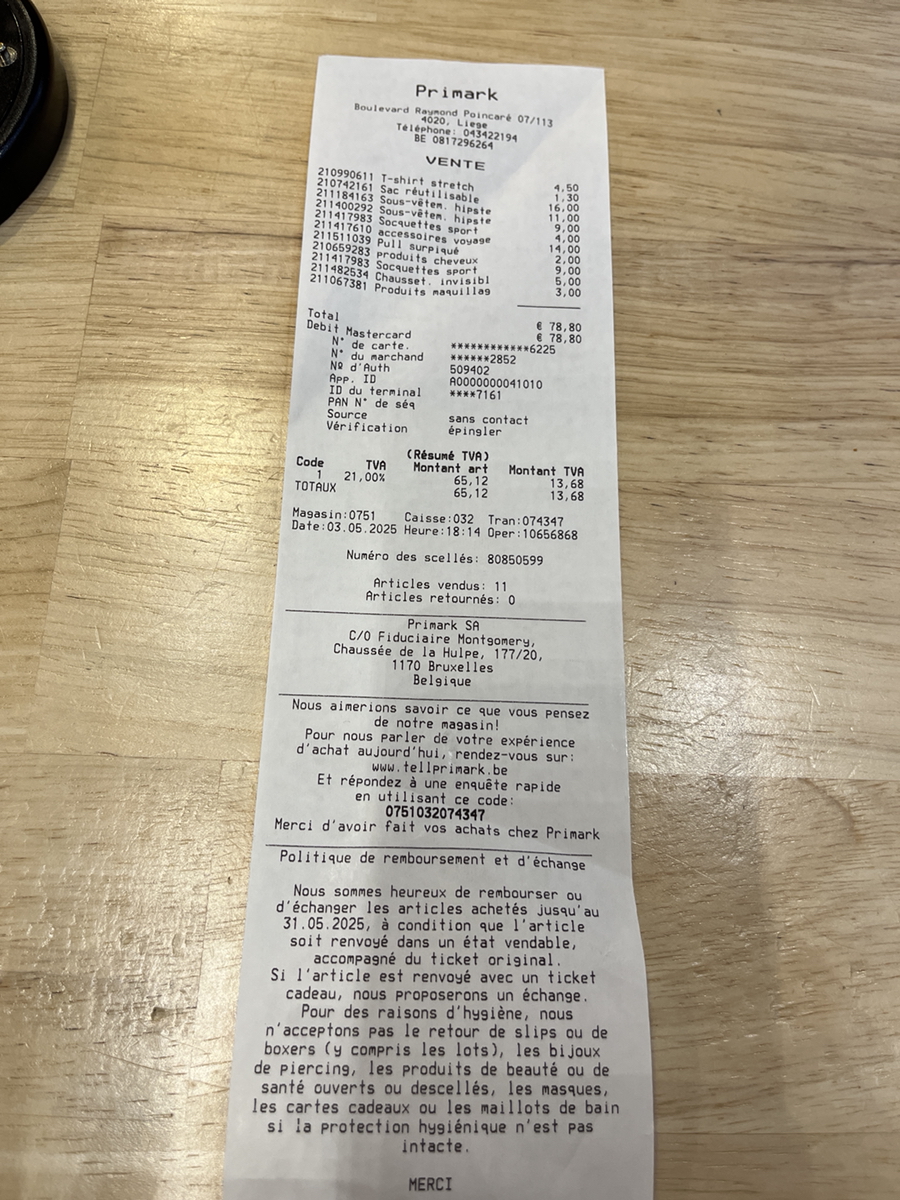 Primark
Boulevard Raymond Poincaré 07/113
4020, Liege
Téléphone: 043422194
BE 0817296264
VENTE
210990611 T-shirt stretch 4,50
210742161 Sac réutilisable 1,30
211184163 Sous-vêtem. hipste 16,00
211400292 Sous-vêtem. hipste 11,00
211417983 Socquettes sport 9,00
211417610 accessoires voyage 4,00
211511039 Pull surpiqué 14,00
210659283 produits cheveux 2,00
211417983 Socquettes sport 9,00
211482534 Chausset. invisibl 5,00
211067381 Produits maquillag 3,00
Total € 78,80
Debit Mastercard € 78,80
N° de carte. ************6225
N° du marchand ******2852
Nº d'Auth 509402
App. ID A0000000041010
ID du terminal ****7161
PAN N° de séq
Source sans contact
Vérification épingler
(Résumé TVA)
Code TVA Montant art Montant TVA
1 21,00% 65,12 13,68
TOTAUX 65,12 13,68
Magasin:0751 Caisse:032 Tran:074347
Date:03.05.2025 Heure:18:14 Oper:10656868
Numéro des scellés: 80850599
Articles vendus: 11
Articles retournés: 0
Primark SA
C/O Fiduciaire Montgomery,
Chaussée de la Hulpe, 177/20,
1170 Bruxelles
Belgique
Nous aimerions savoir ce que vous pensez
de notre magasin!
Pour nous parler de votre expérience
d'achat aujourd'hui, rendez-vous sur:
www.tellprimark.be
Et répondez à une enquête rapide
en utilisant ce code:
0751032074347
Merci d'avoir fait vos achats chez Primark
Politique de remboursement et d'échange
Nous sommes heureux de rembourser ou
d'échanger les articles achetés jusqu'au
31.05.2025, à condition que l'article
soit renvoyé dans un état vendable,
accompagné du ticket original.
Si l'article est renvoyé avec un ticket
cadeau, nous proposerons un échange.
Pour des raisons d'hygiène, nous
n'acceptons pas le retour de slips ou de
boxers (y compris les lots), les bijoux
de piercing, les produits de beauté ou de
santé ouverts ou descellés, les masques,
les cartes cadeaux ou les maillots de bain
si la protection hygiénique n'est pas
intacte.
MERCI